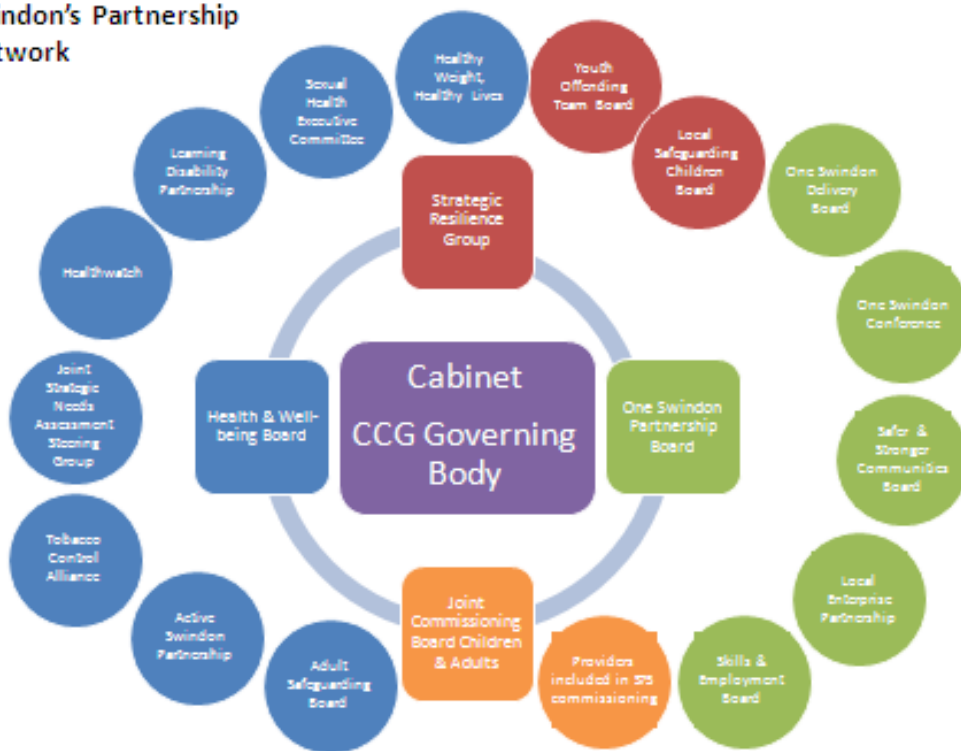 indon's Partnership
twork
Healthy
Weight,
Healthy Lives
Youth
Offending
Team Board
Sexual
Health
Executive
Committee
Local
Safeguarding
Children
Board
Learning
Disability
Partnership
One Swindon
Delivery
Board
Strategic
Resilience
Group
Healthwatch
One Swindon
Conference
Joint
Strategic
Needs
Assessment
Steering
Group
Health & Well-
being Board
Cabinet
CCG Governing
Body
One Swindon
Partnership
Board
Safer &
Stronger
Communities
Board
Tobacco
Control
Alliance
Local
Enterprise
Partnership
Active
Swindon
Partnership
Joint
Commissioning
Board Children
& Adults
Adult
Safeguarding
Board
Providers
included in S75
commissioning
Skills &
Employment
Board